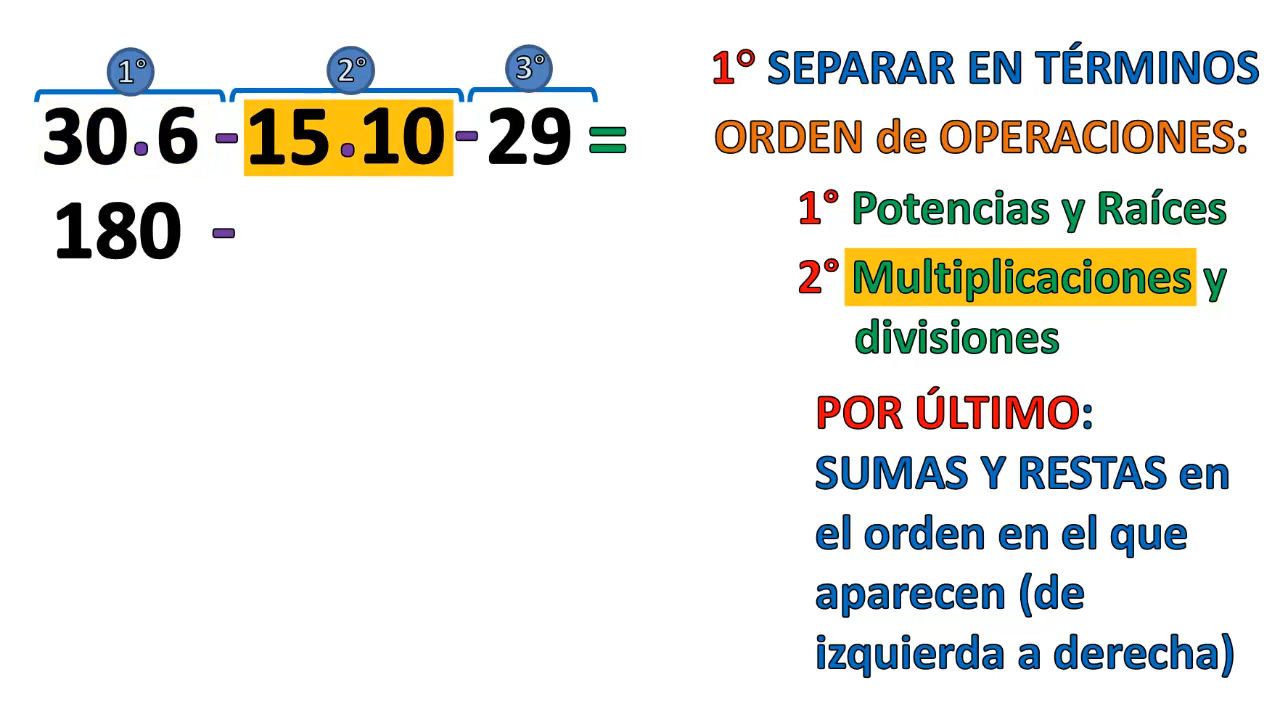 1° 2° 3°
30.6-15.10-29=
180 -
1° SEPARAR EN TÉRMINOS
ORDEN de OPERACIONES:
1° Potencias y Raíces
2° Multiplicaciones y
divisiones
POR ÚLTIMO:
SUMAS Y RESTAS en
el orden en el que
aparecen (de
izquierda a derecha)